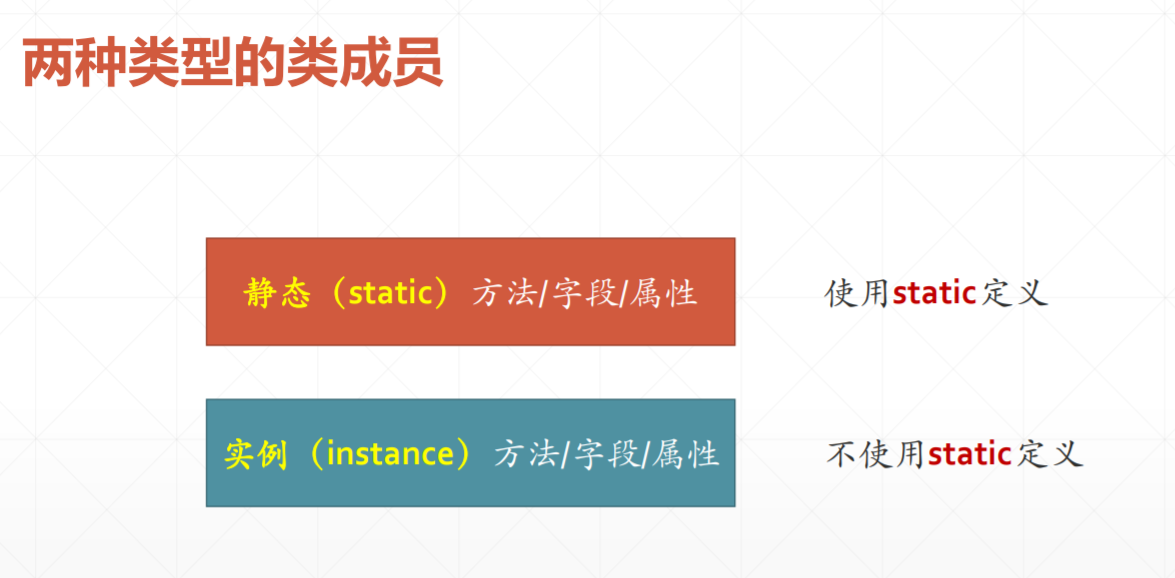 两种类型的类成员
静态（static）方法/字段/属性
使用static定义
实例（instance）方法/字段/属性
不使用static定义